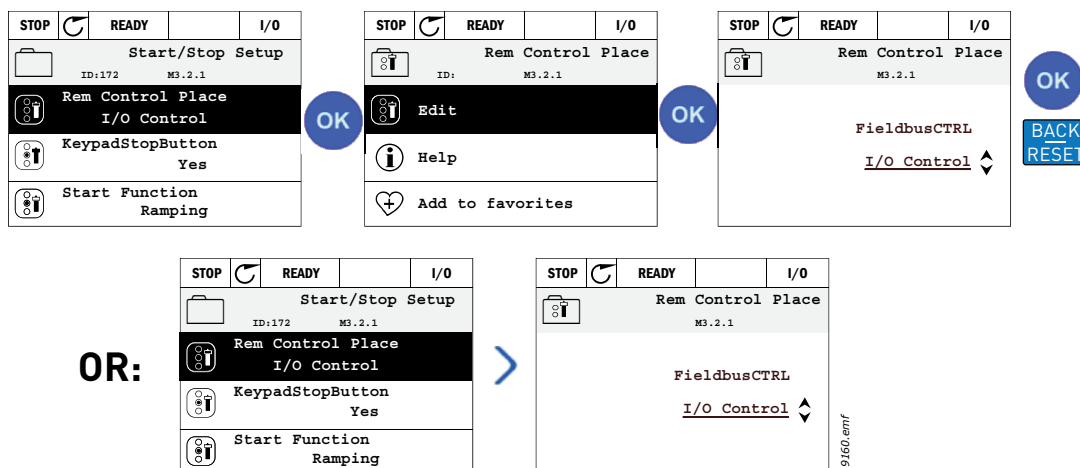 STOP READY I/O
Start/Stop Setup
ID:172 M3.2.1
Rem Control Place
I/O Control
KeypadStopButton
Yes
Start Function
Ramping
OK
STOP READY I/O
Rem Control Place
ID: M3.2.1
Edit
Help
Add to favorites
OK
STOP READY I/O
Rem Control Place
M3.2.1
FieldbusCTRL
I/O Control
OK
BACK
RESET
OR:
STOP READY I/O
Start/Stop Setup
ID:172 M3.2.1
Rem Control Place
I/O Control
KeypadStopButton
Yes
Start Function
Ramping
STOP READY I/O
Rem Control Place
M3.2.1
FieldbusCTRL
I/O Control
9160.emf